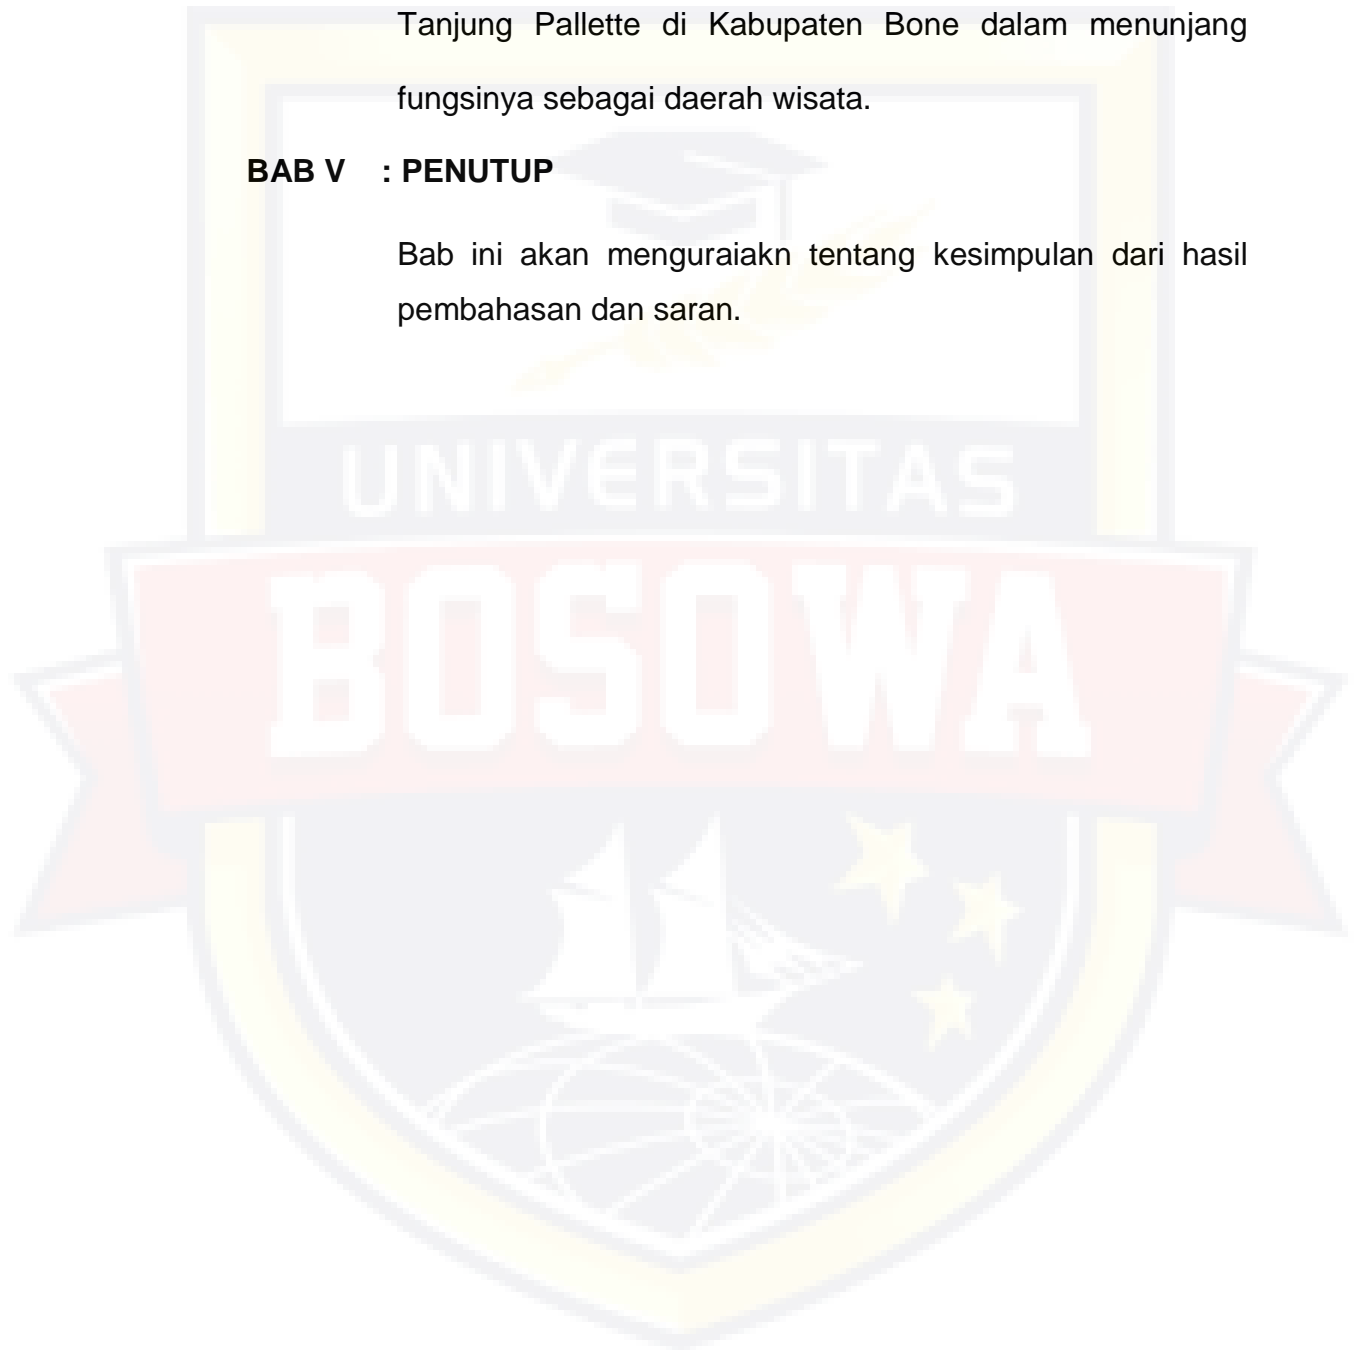 Tanjung Pallette di Kabupaten Bone dalam menunjang
fungsinya sebagai daerah wisata.
BAB V : PENUTUP
Bab ini akan menguraiakn tentang kesimpulan dari hasil
pembahasan dan saran.
UNIVERSITAS
BOSOWA